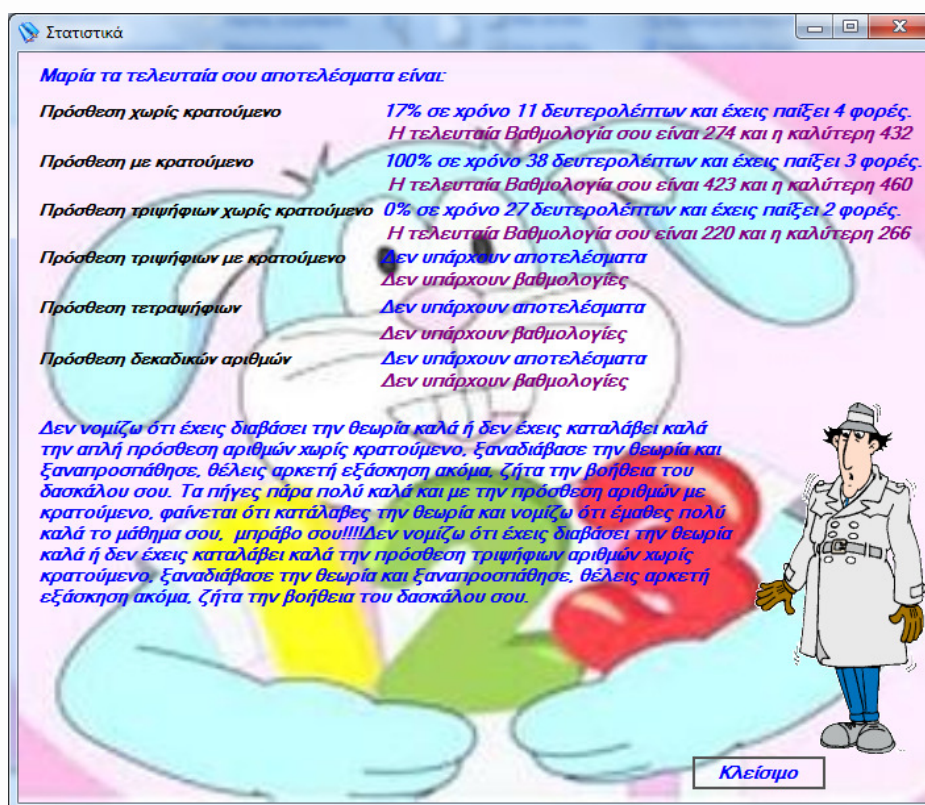 Στατιστικά
Μαρία τα τελευταία σου αποτελέσματα είναι:
Πρόσθεση χωρίς κρατούμενο 17% σε χρόνο 11 δευτερολέπτων και έχεις παίξει 4 φορές.
Η τελευταία Βαθμολογία σου είναι 274 και η καλύτερη 432
Πρόσθεση με κρατούμενο 100% σε χρόνο 38 δευτερολέπτων και έχεις παίξει 3 φορές.
Η τελευταία Βαθμολογία σου είναι 423 και η καλύτερη 460
Πρόσθεση τριψήφιων χωρίς κρατούμενο 0% σε χρόνο 27 δευτερολέπτων και έχεις παίξει 2 φορές.
Η τελευταία Βαθμολογία σου είναι 220 και η καλύτερη 266
Πρόσθεση τριψήφιων με κρατούμενο Δεν υπάρχουν αποτελέσματα
Δεν υπάρχουν βαθμολογίες
Πρόσθεση τετραψήφιων Δεν υπάρχουν αποτελέσματα
Δεν υπάρχουν βαθμολογίες
Πρόσθεση δεκαδικών αριθμών Δεν υπάρχουν αποτελέσματα
Δεν υπάρχουν βαθμολογίες
Δεν νομίζω ότι έχεις διαβάσει την θεωρία καλά ή δεν έχεις καταλάβει καλά
την απλή πρόσθεση αριθμών χωρίς κρατούμενο, ξαναδιάβασε την θεωρία και
ξαναπροσπάθησε, θέλεις αρκετή εξάσκηση ακόμα, ζήτα την βοήθεια του
δασκάλου σου. Τα πήγες πάρα πολύ καλά και με την πρόσθεση αριθμών με
κρατούμενο, φαίνεται ότι κατάλαβες την θεωρία και νομίζω ότι έμαθες πολύ
καλά το μάθημα σου, μπράβο σου!!!!Δεν νομίζω ότι έχεις διαβάσει την θεωρία
καλά ή δεν έχεις καταλάβει καλά την πρόσθεση τριψήφιων αριθμών χωρίς
κρατούμενο, ξαναδιάβασε την θεωρία και ξαναπροσπάθησε, θέλεις αρκετή
εξάσκηση ακόμα, ζήτα την βοήθεια του δασκάλου σου.
Κλείσιμο